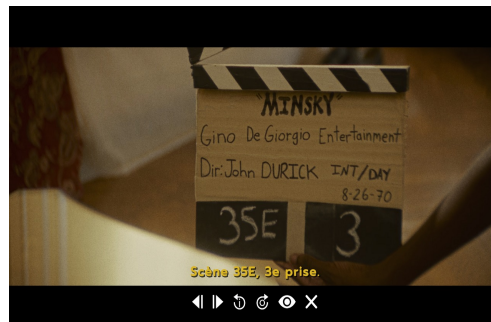 "MINSKY"
Gino De Giorgio Entertainment
Dir: John DURICK INT/DAY
8-26-70
35E 3
Scène 35E, 3e prise.